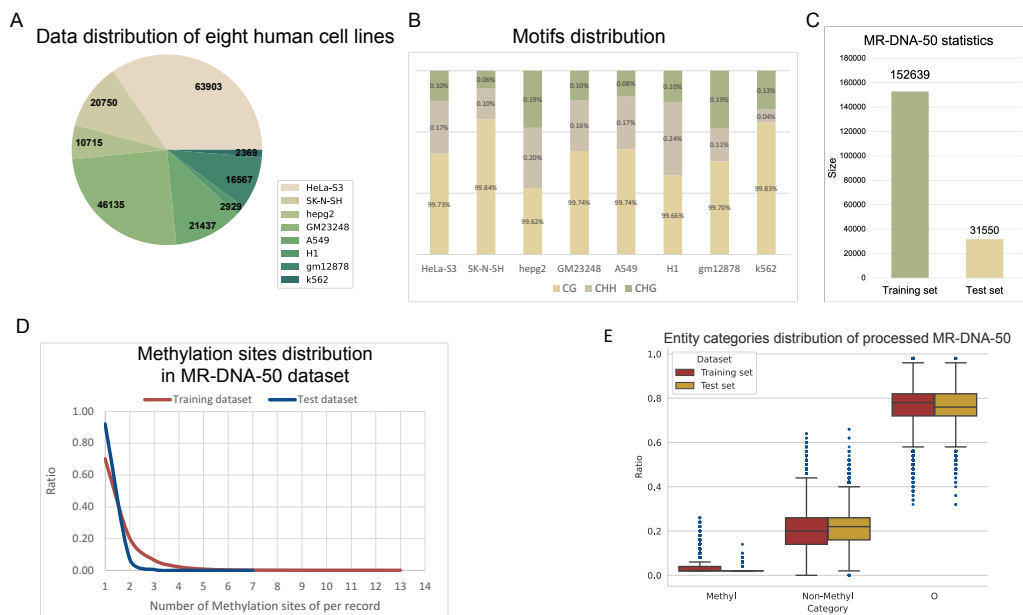 A
Data distribution of eight human cell lines
63903
20750
10715
46135
21437
2929
16567
2369
HeLa-S3
SK-N-SH
hepg2
GM23248
A549
H1
gm12878
k562
B
Motifs distribution
0.10% 0.06% 0.19% 0.10% 0.08% 0.10% 0.19% 0.13%
0.17% 0.10% 0.20% 0.16% 0.17% 0.24% 0.11% 0.04%
99.73% 99.84% 99.62% 99.74% 99.74% 99.66% 99.70% 99.83%
HeLa-S3 SK-N-SH hepg2 GM23248 A549 H1 gm12878 k562
CG CHH CHG
C
MR-DNA-50 statistics
180000
160000
140000
120000
100000
80000
60000
40000
20000
0
Size
152639
31550
Training set Test set
D
Methylation sites distribution
in MR-DNA-50 dataset
Training dataset Test dataset
1.00
0.80
0.60
0.40
0.20
0.00
Ratio
1 2 3 4 5 6 7 8 9 10 11 12 13 14
Number of Methylation sites of per record
E
Entity categories distribution of processed MR-DNA-50
Dataset
Training set
Test set
1.0
0.8
0.6
0.4
0.2
0.0
Ratio
Methyl Non-Methyl O
Category